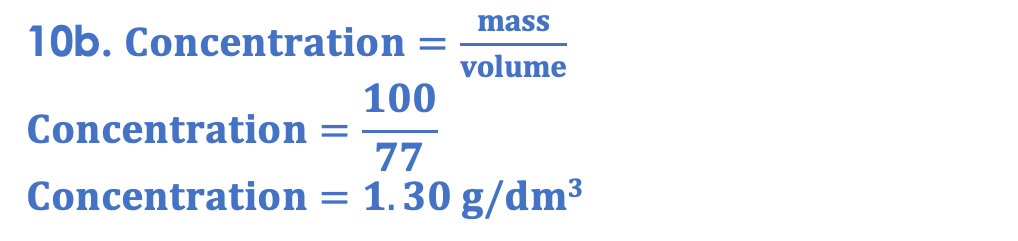 10b. Concentration = mass/volume
Concentration = 100/77
Concentration = 1.30 g/dm³